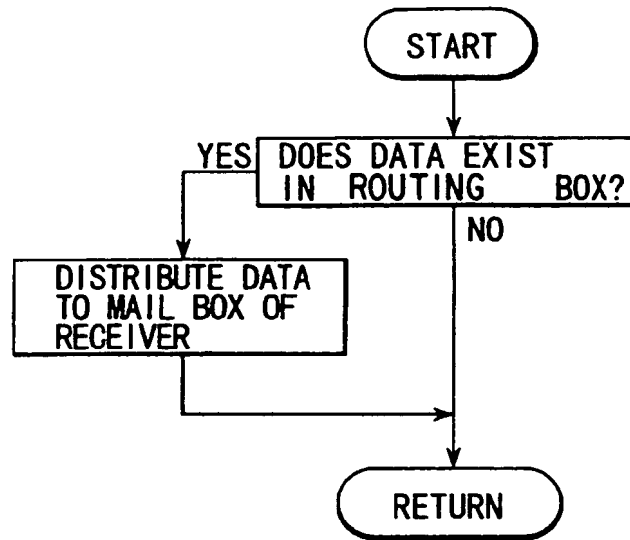 START
YES
DOES DATA EXIST
IN ROUTING BOX?
NO
DISTRIBUTE DATA
TO MAIL BOX OF
RECEIVER
RETURN